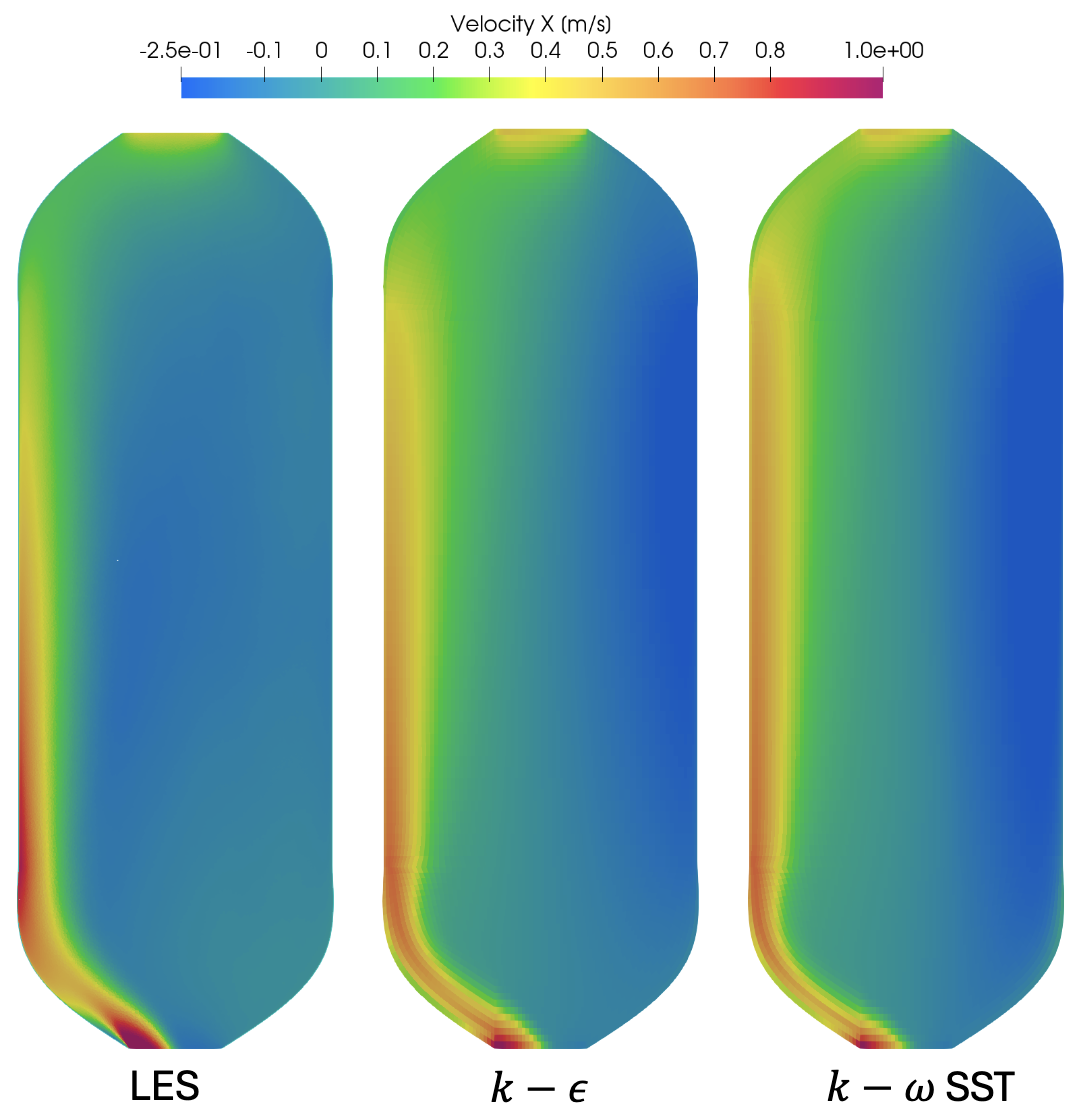 Velocity X (m/s)
-2.5e-01 -0.1 0 0.1 0.2 0.3 0.4 0.5 0.6 0.7 0.8 1.0e+00
LES k − ϵ k − ω SST